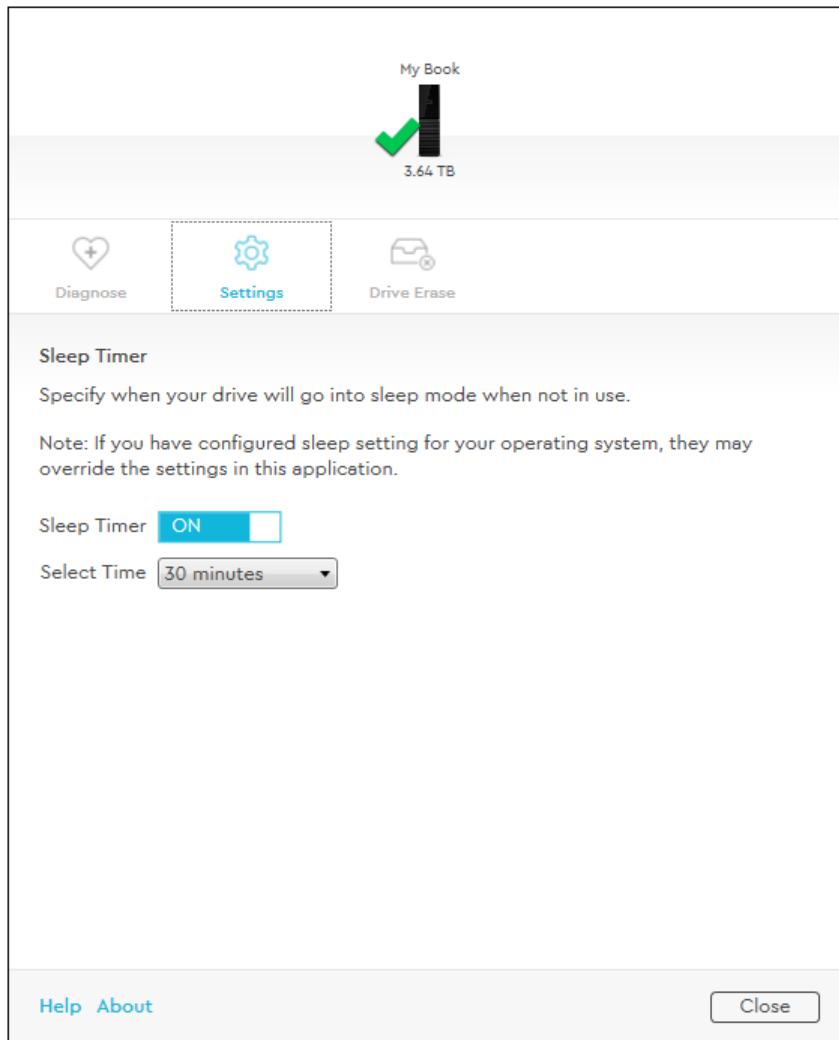 My Book
3.64 TB
Diagnose
Settings
Drive Erase
Sleep Timer
Specify when your drive will go into sleep mode when not in use.
Note: If you have configured sleep setting for your operating system, they may
override the settings in this application.
Sleep Timer ON
Select Time 30 minutes
Help About
Close